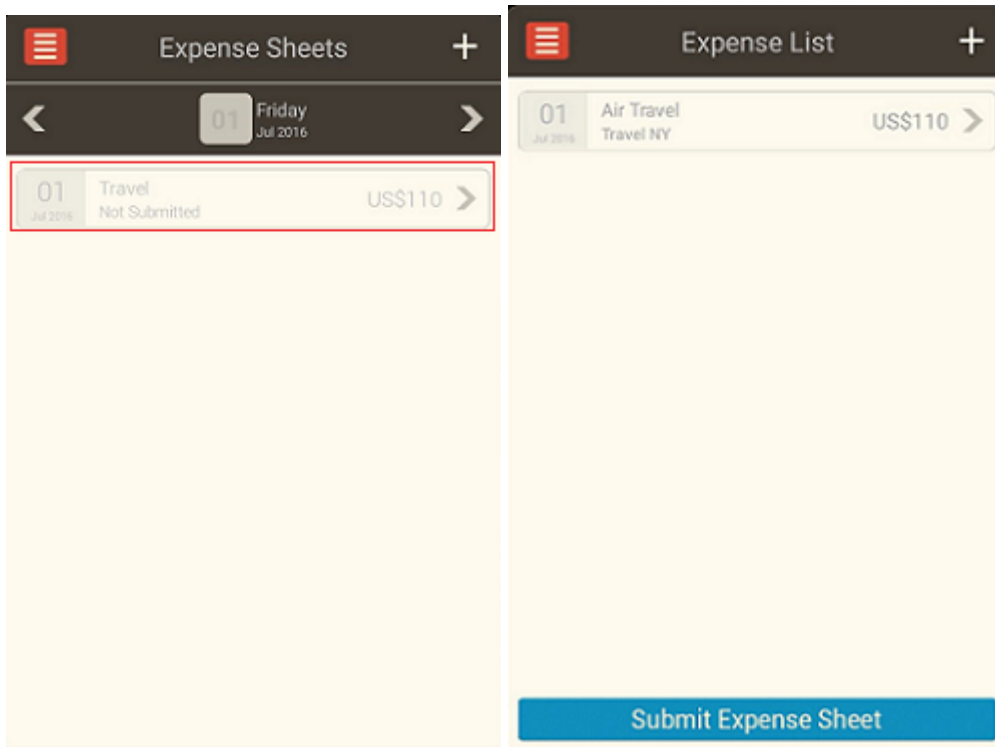 Expense Sheets
01
Friday
Jul 2016
01
Jul 2016
Travel
Not Submitted
US$110
Expense List
01
Jul 2016
Air Travel
Travel NY
US$110
Submit Expense Sheet